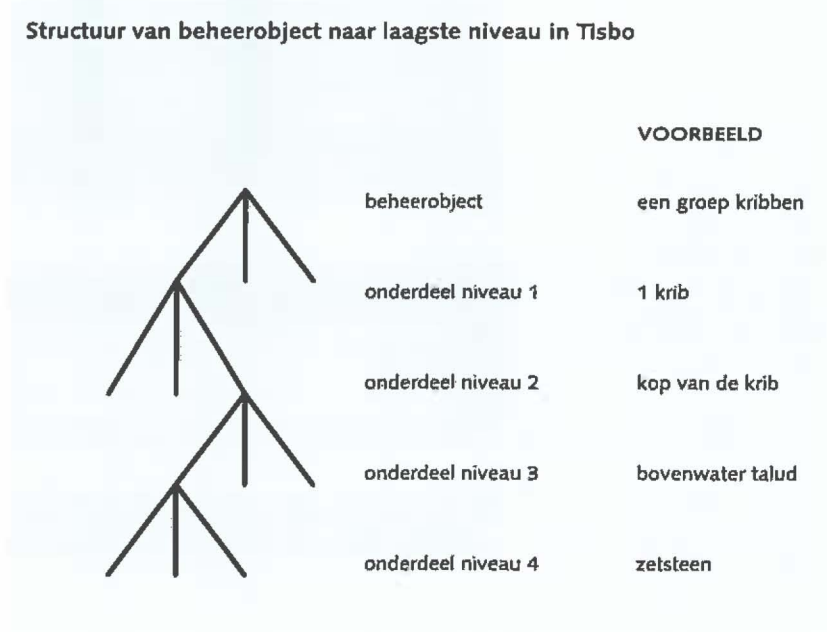 Structuur van beheerobject naar laagste niveau in Tisbo
VOORBEELD
beheerobject een groep kribben
onderdeel niveau 1 1 krib
onderdeel niveau 2 kop van de krib
onderdeel niveau 3 bovenwater talud
onderdeel niveau 4 zetsteen